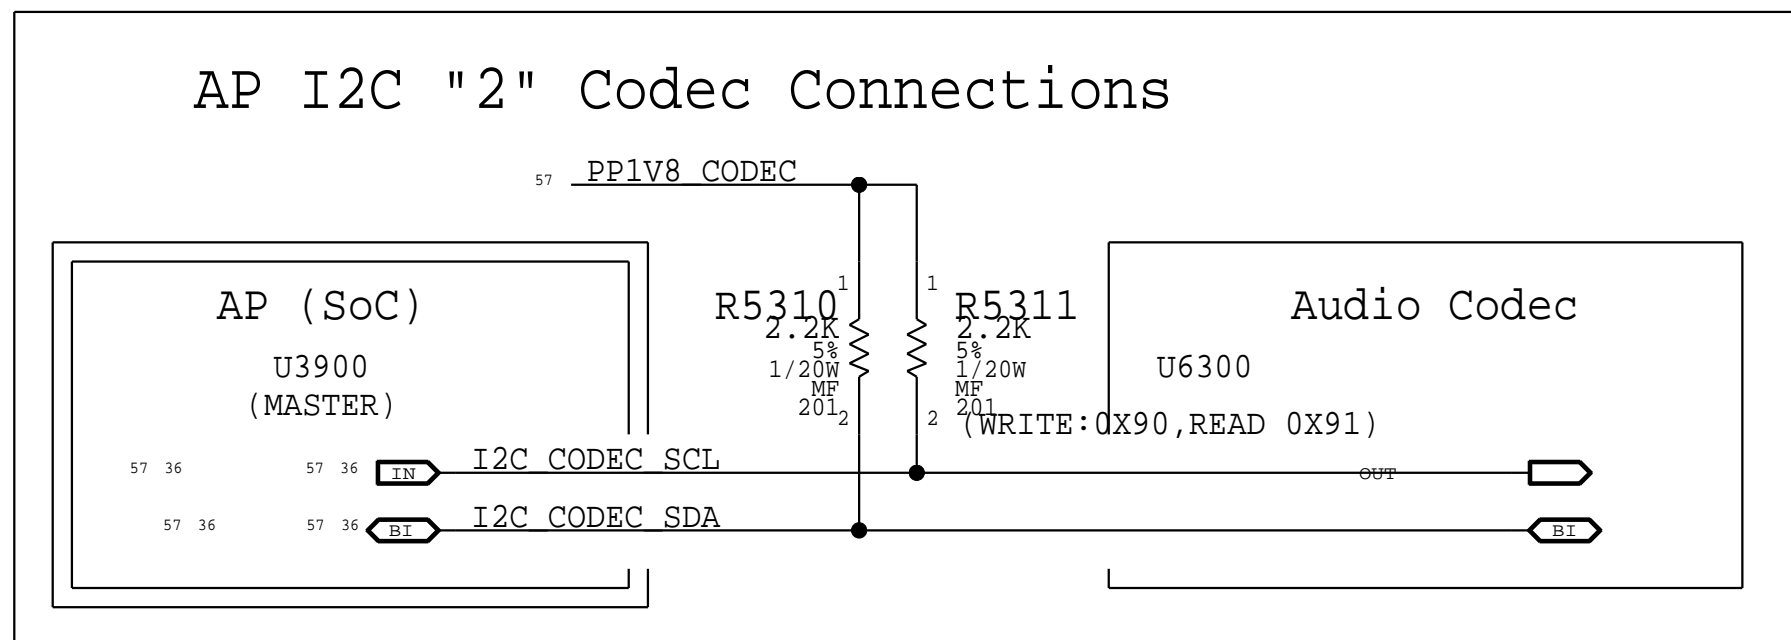 AP I2C "2" Codec Connections
57 PP1V8_CODEC
AP (SoC)
U3900
(MASTER)
1
R5310
2.2K
5%
1/20W
MF
201
2
1
R5311
2.2K
5%
1/20W
MF
201
2
Audio Codec
U6300
(WRITE:0X90,READ 0X91)
57 36 57 36 IN I2C_CODEC_SCL OUT
57 36 57 36 BI I2C_CODEC_SDA BI